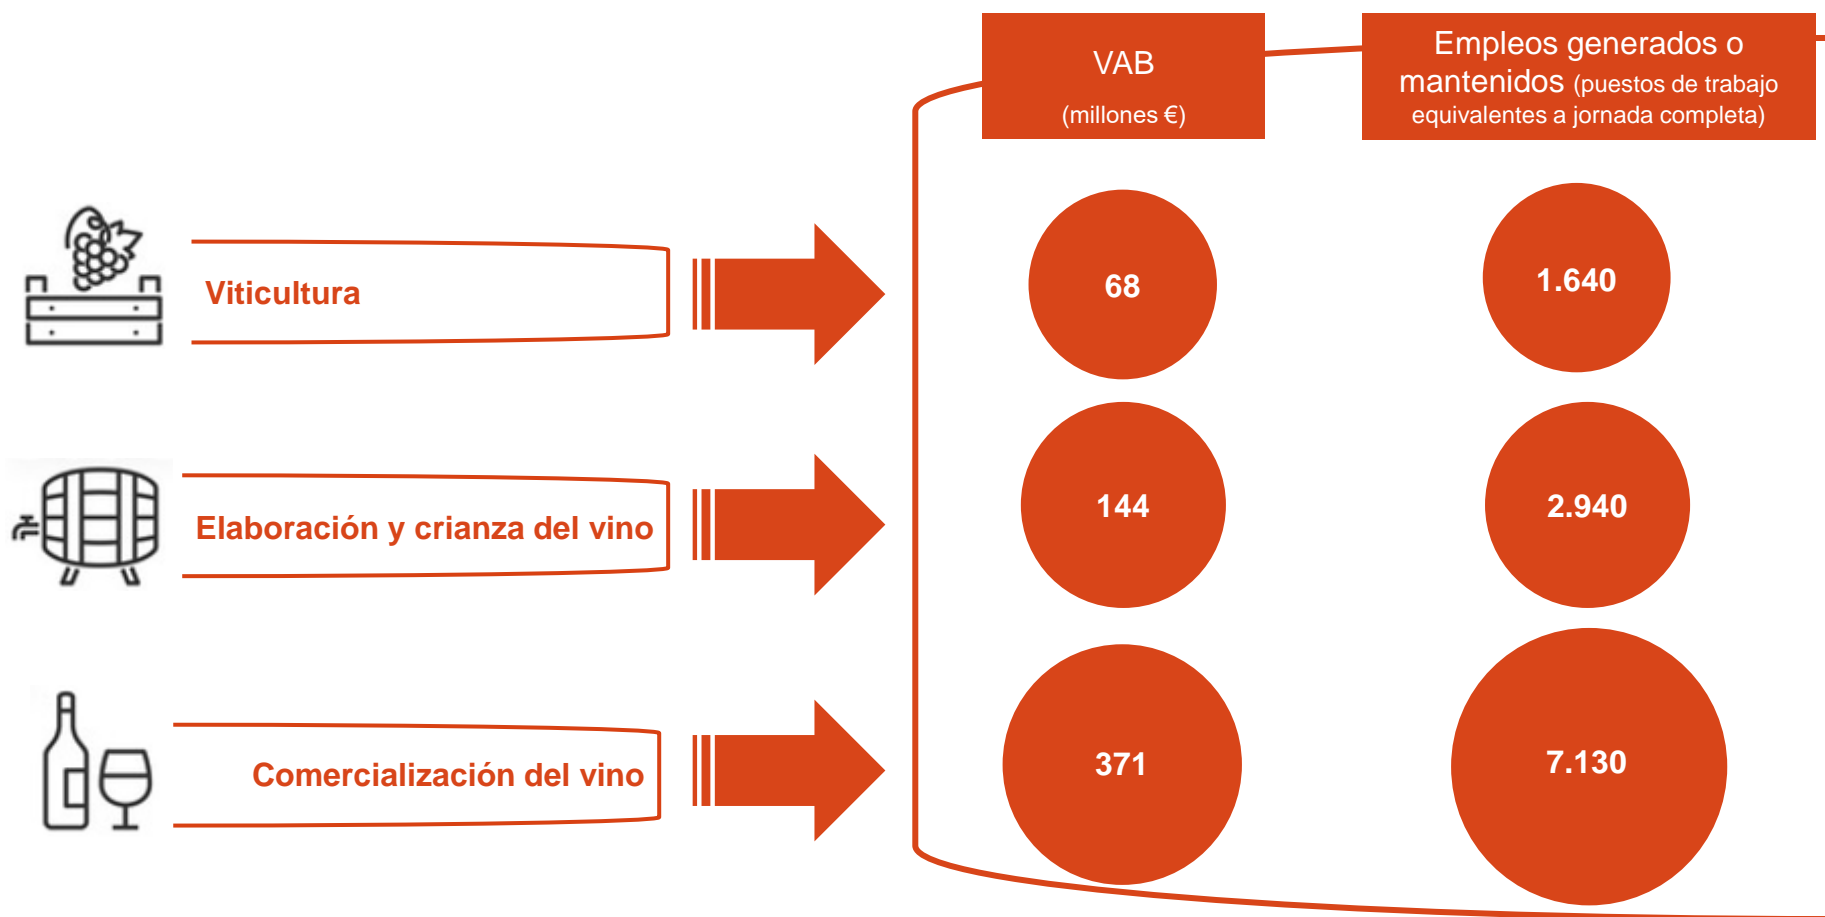 VAB
(millones €)
Empleos generados o
mantenidos (puestos de trabajo
equivalentes a jornada completa)
Viticultura
68
1.640
Elaboración y crianza del vino
144
2.940
Comercialización del vino
371
7.130